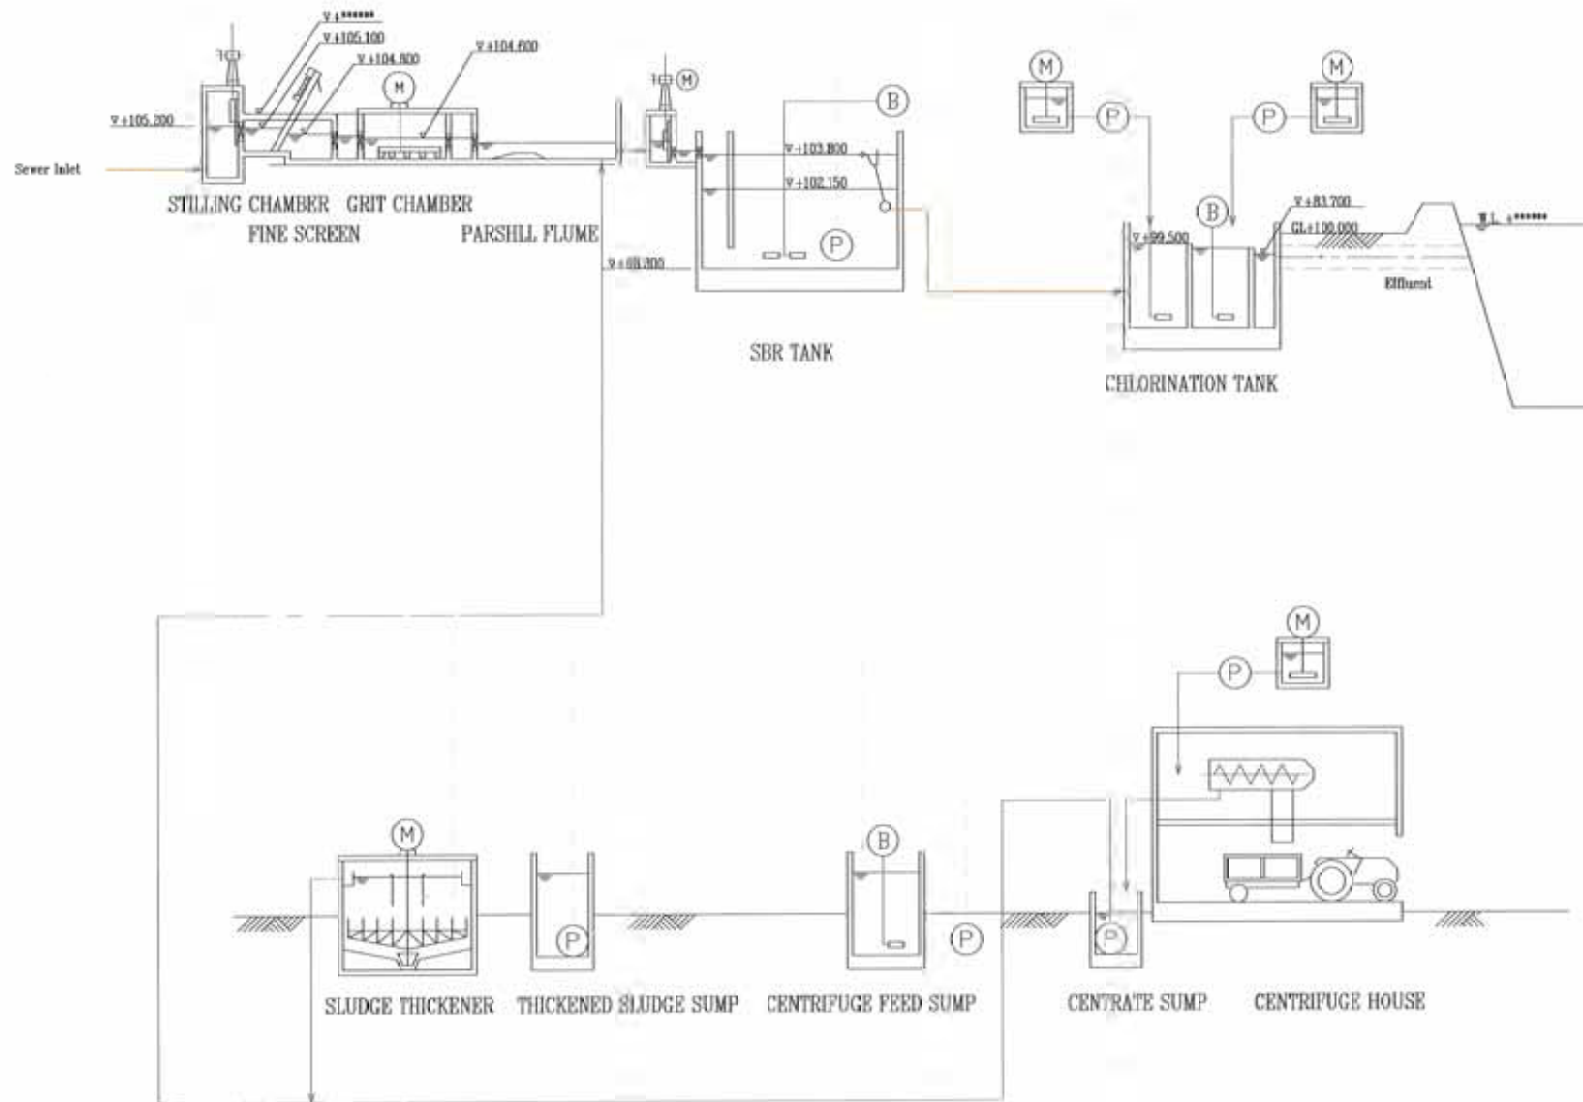 ∇+******
∇+105.100
∇+104.800
∇+104.600
∇+105.200
Sewer Inlet
STILLING CHAMBER
GRIT CHAMBER
FINE SCREEN
PARSHLL FLUME
M
M
B
∇+103.800
∇+102.150
P
SBR TANK
M
P
M
P
B
∇+99.500
GL+100.000
W.L +******
Effluent
CHLORINATION TANK
M
P
M
B
P
P
P
SLUDGE THICKENER
THICKENED SLUDGE SUMP
CENTRIFUGE FEED SUMP
CENTRATE SUMP
CENTRIFUGE HOUSE